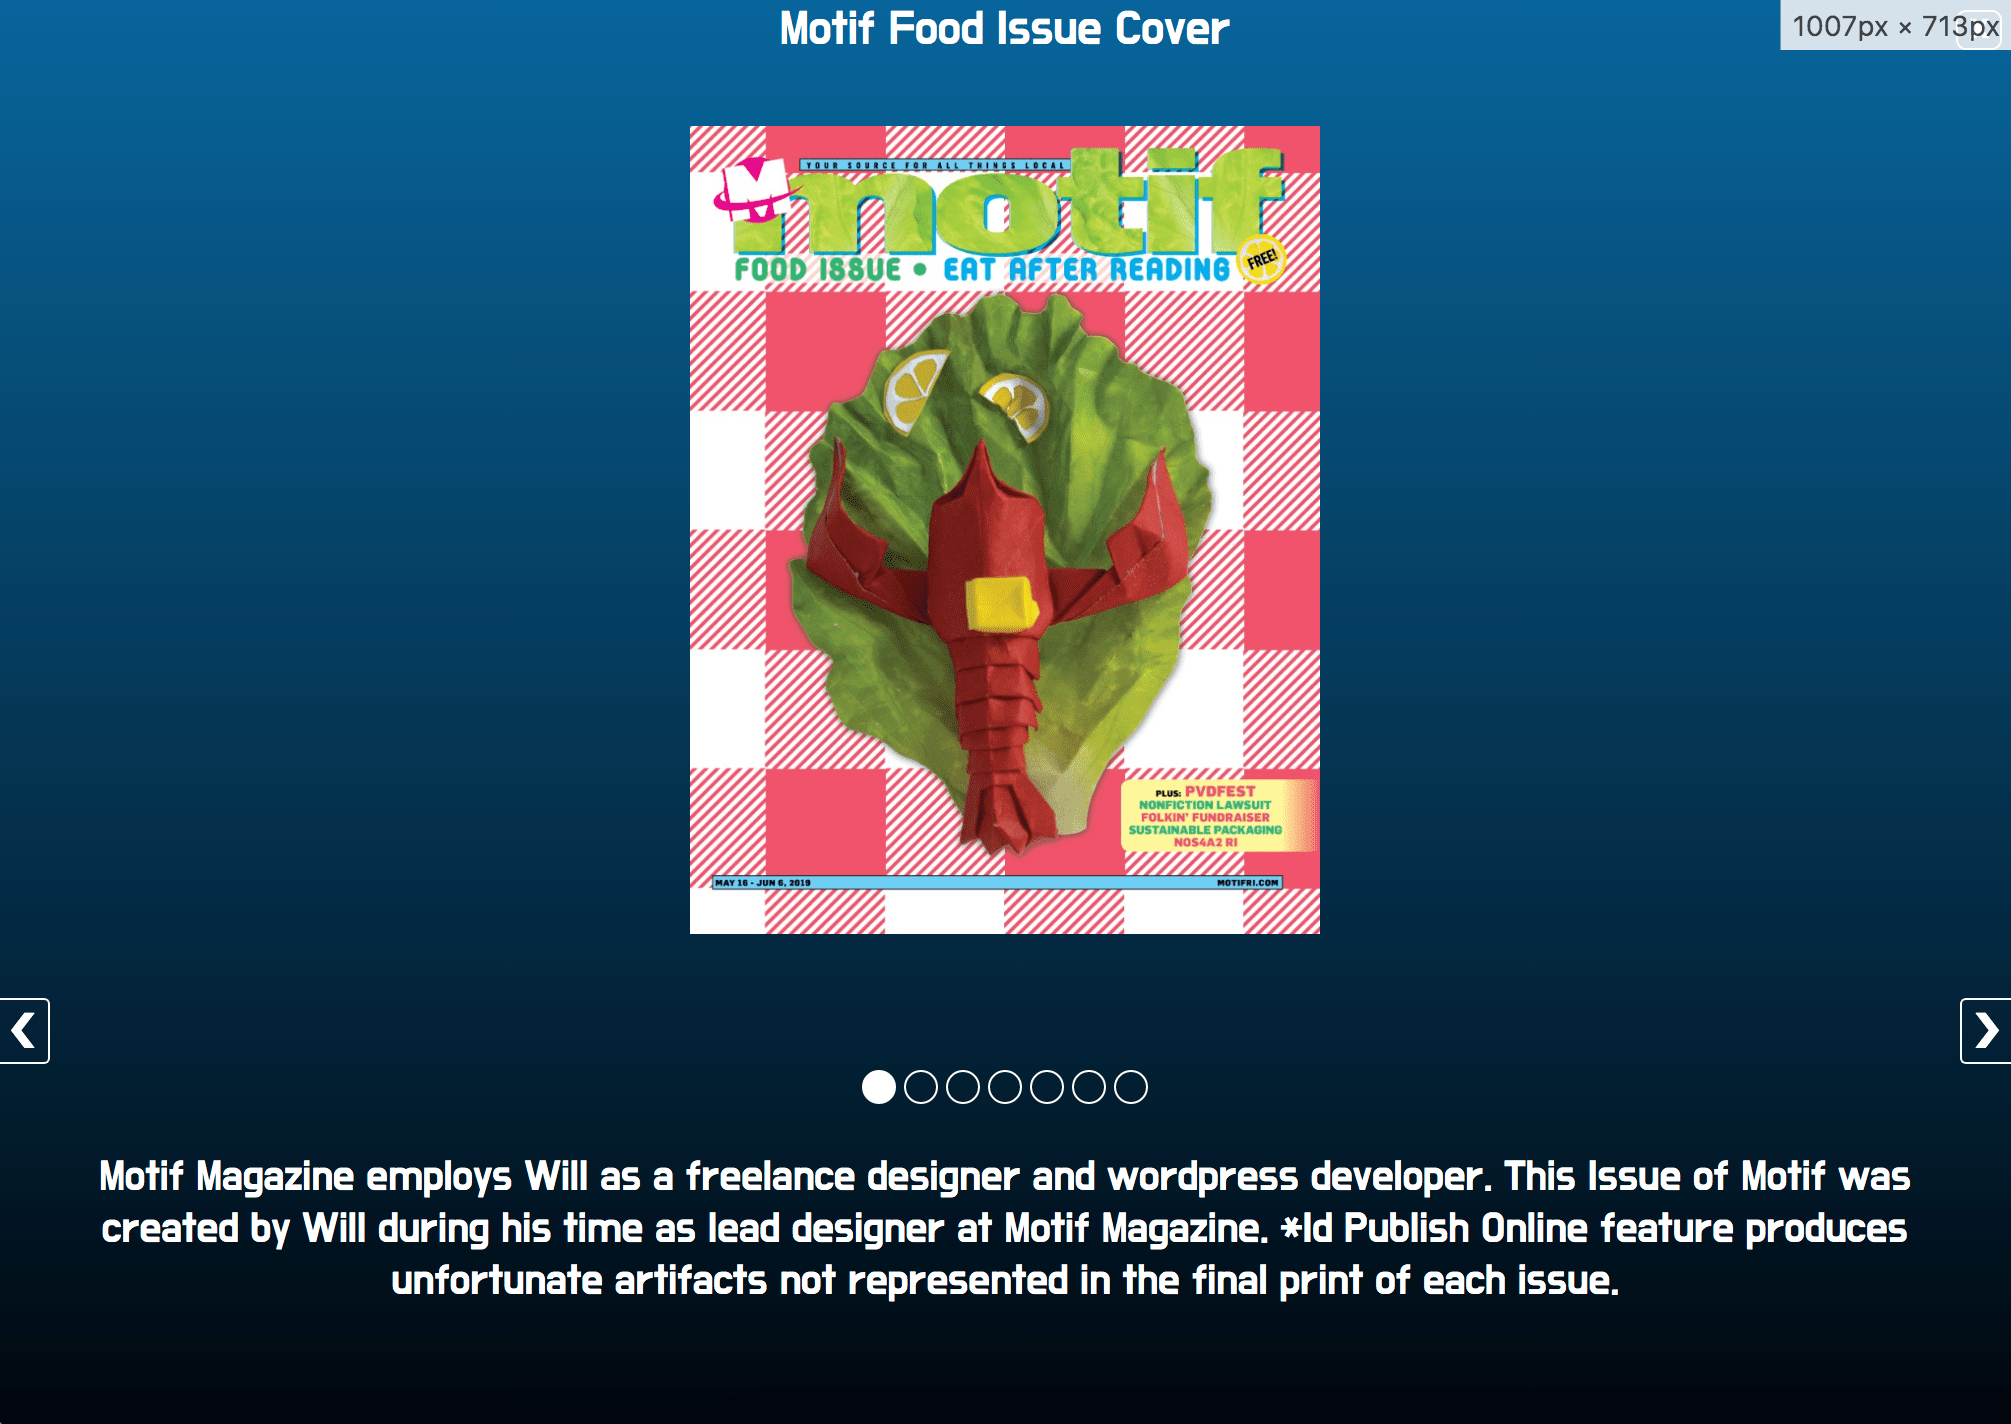 Motif Food Issue Cover
1007px × 713px
YOUR SOURCE FOR ALL THINGS LOCAL
M
motif
FOOD ISSUE • EAT AFTER READING
FREE!
PLUS: PVDFEST
NONFICTION LAWSUIT
FOLKIN' FUNDRAISER
SUSTAINABLE PACKAGING
NOS4A2 RI
MAY 16 - JUN 6, 2019
MOTIFRI.COM
Motif Magazine employs Will as a freelance designer and wordpress developer. This Issue of Motif was
created by Will during his time as lead designer at Motif Magazine. *Id Publish Online feature produces
unfortunate artifacts not represented in the final print of each issue.